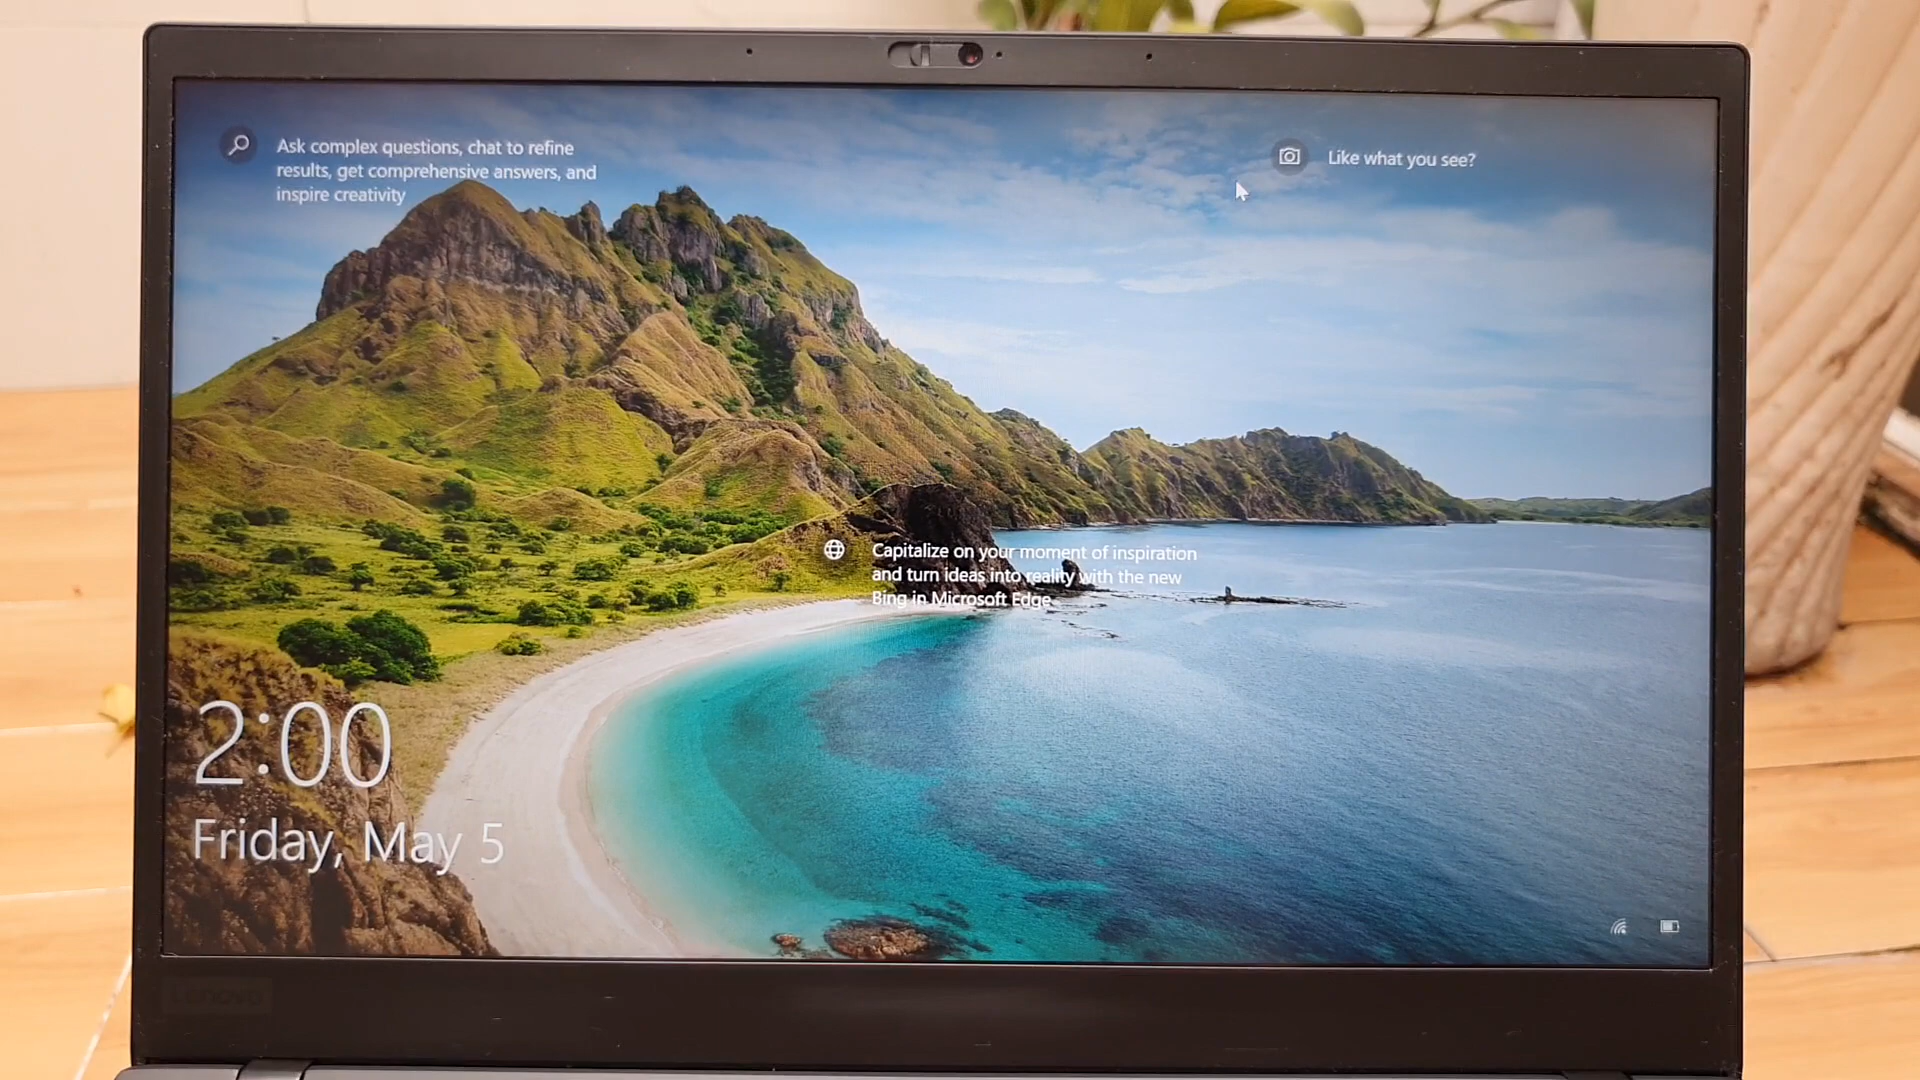 Ask complex questions, chat to refine
results, get comprehensive answers, and
inspire creativity
Like what you see?
Capitalize on your moment of inspiration
and turn ideas into reality with the new
Bing in Microsoft Edge
2:00
Friday, May 5
Lenovo